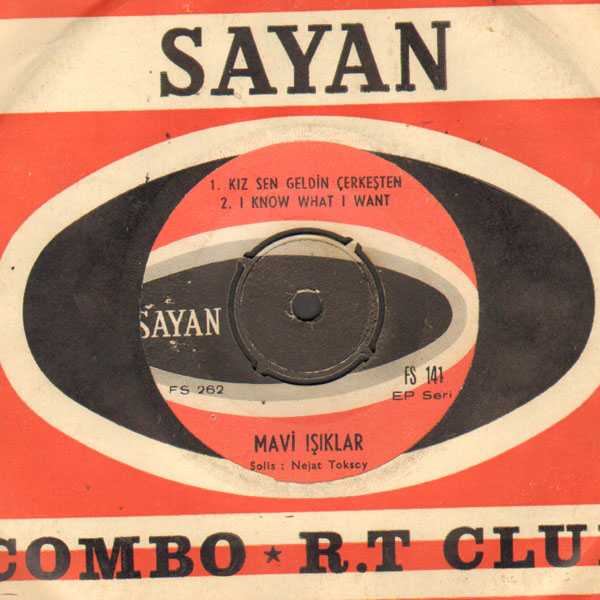 SAYAN
1. KIZ SEN GELDİN ÇERKEŞTEN
2. I KNOW WHAT I WANT
SAYAN
FS 262
FS 141
EP Seri
MAVİ IŞIKLAR
Solis : Nejat Toksoy
COMBO ★ R.T CLU